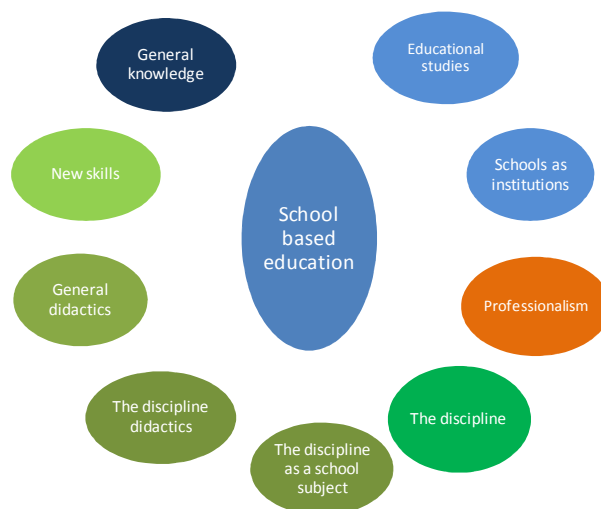 General
knowledge
Educational
studies
New skills
School
based
education
Schools as
institutions
General
didactics
Professionalism
The discipline
didactics
The discipline
The discipline
as a school
subject